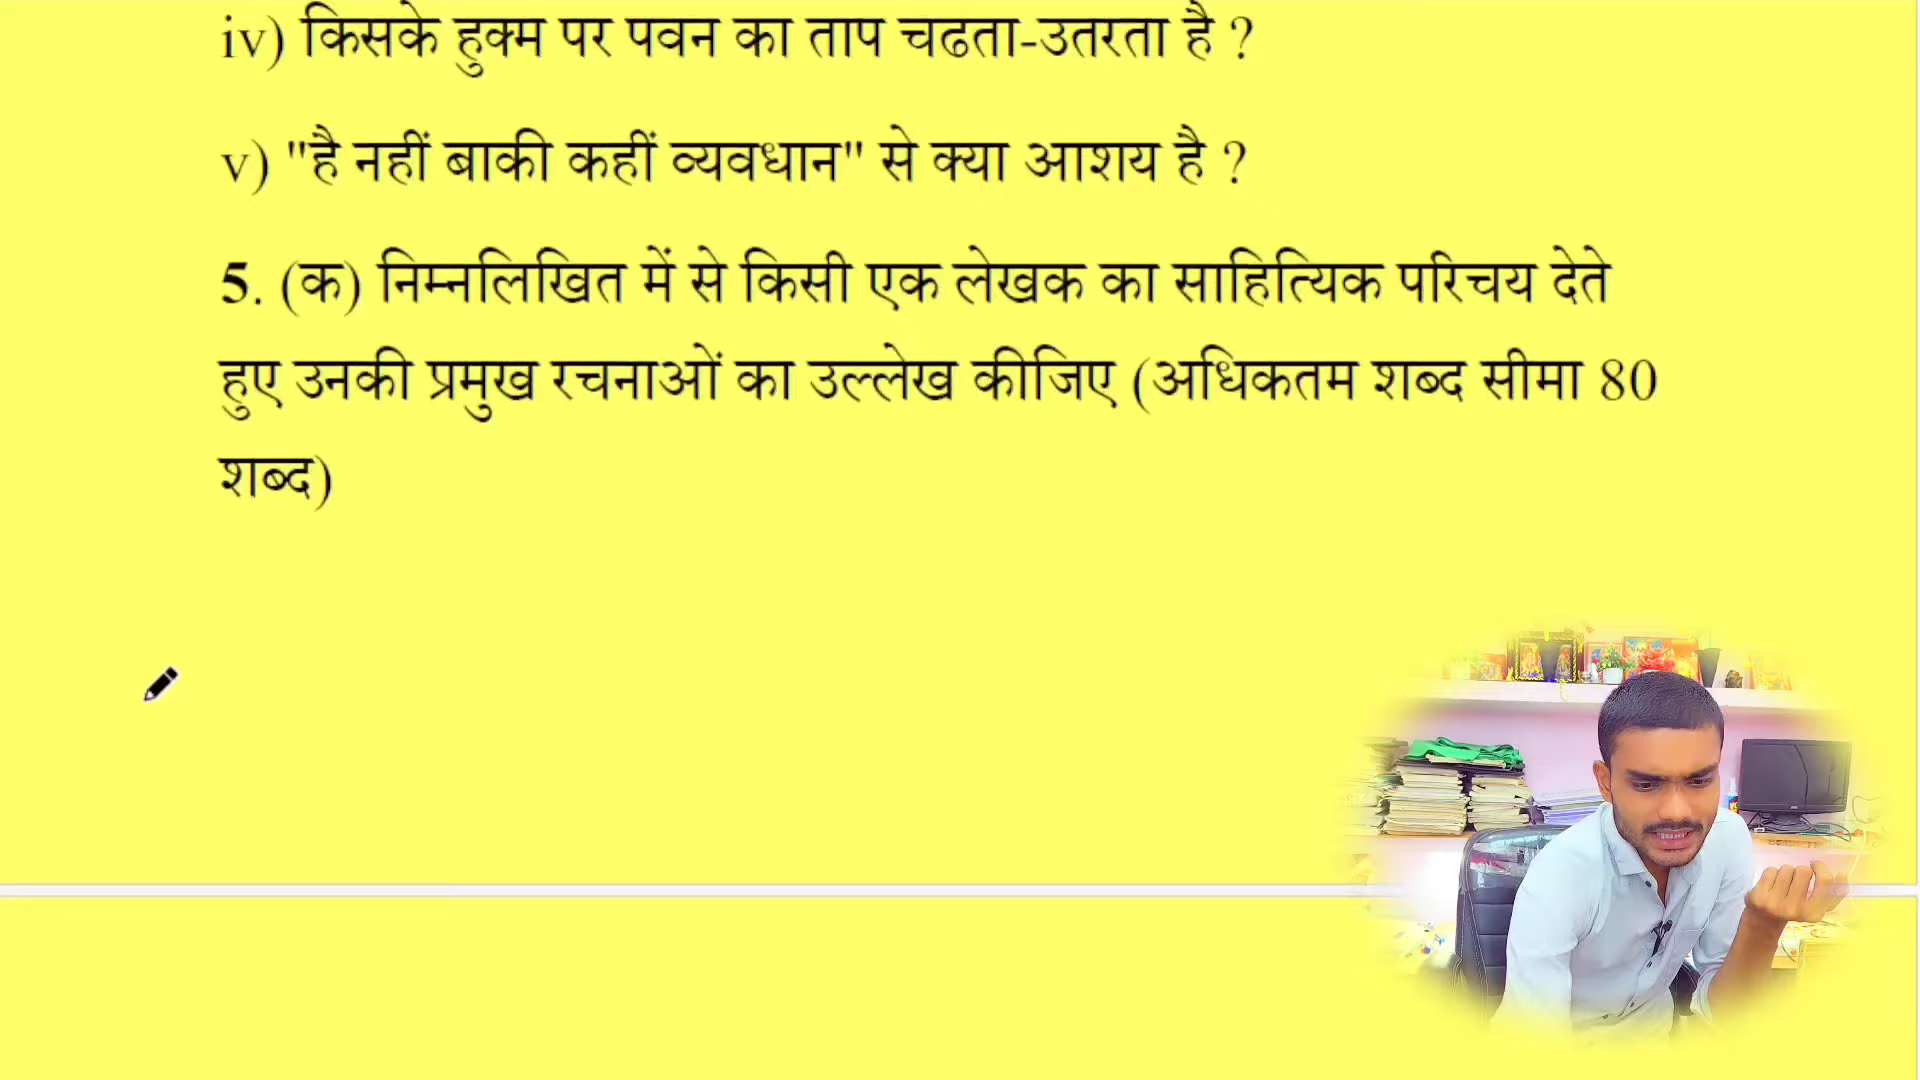 iv) किसके हुक्म पर पवन का ताप चढता-उतरता है ?
v) "है नहीं बाकी कहीं व्यवधान" से क्या आशय है ?
5. (क) निम्नलिखित में से किसी एक लेखक का साहित्यिक परिचय देते
हुए उनकी प्रमुख रचनाओं का उल्लेख कीजिए (अधिकतम शब्द सीमा 80
शब्द)